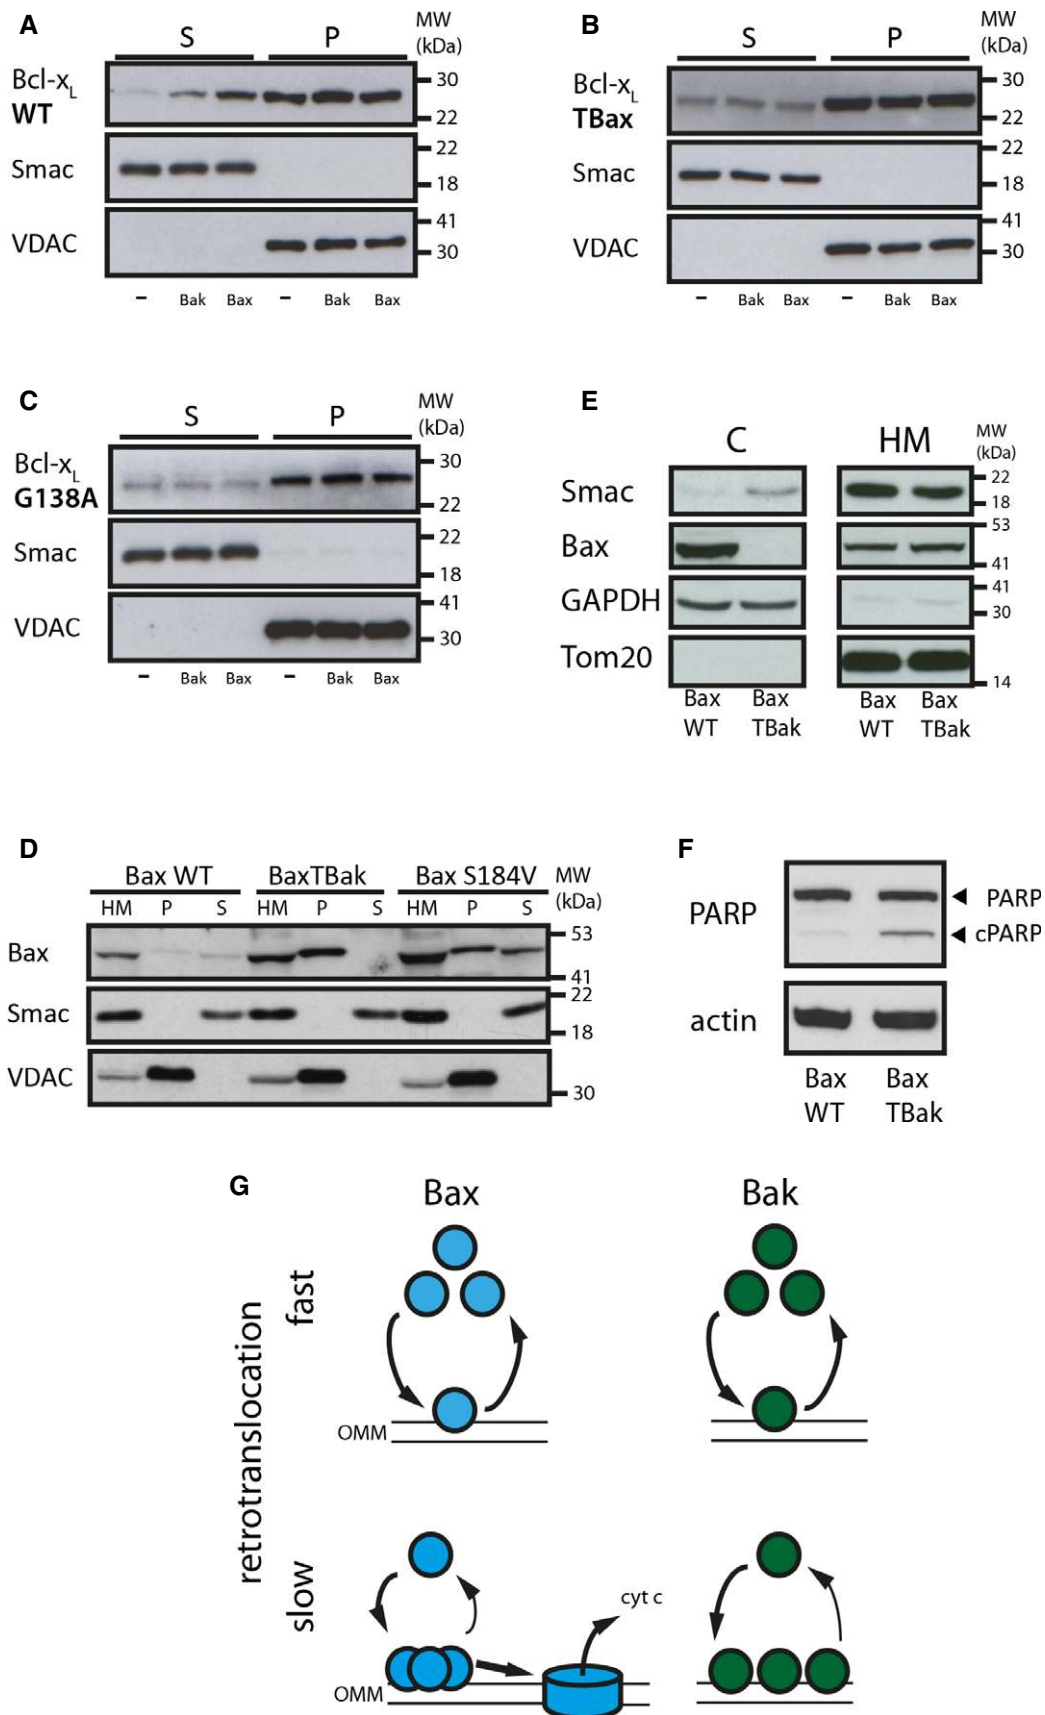 A
S P
MW
(kDa)
Bcl-xL
WT
30
22
Smac
22
18
VDAC
41
30
– Bak Bax – Bak Bax
B
S P
MW
(kDa)
Bcl-xL
TBax
30
22
Smac
22
18
VDAC
41
30
– Bak Bax – Bak Bax
C
S P
MW
(kDa)
Bcl-xL
G138A
30
22
Smac
22
18
VDAC
41
30
– Bak Bax – Bak Bax
E
C HM
MW
(kDa)
Smac
22
18
Bax
53
41
GAPDH
41
30
Tom20
14
Bax Bax Bax Bax
WT TBak WT TBak
D
Bax WT BaxTBak Bax S184V
MW
(kDa)
HM P S HM P S HM P S
Bax
53
41
Smac
22
18
VDAC
30
F
PARP
PARP
cPARP
actin
Bax Bax
WT TBak
G
Bax Bak
retrotranslocation
fast
OMM
slow
cyt c
OMM